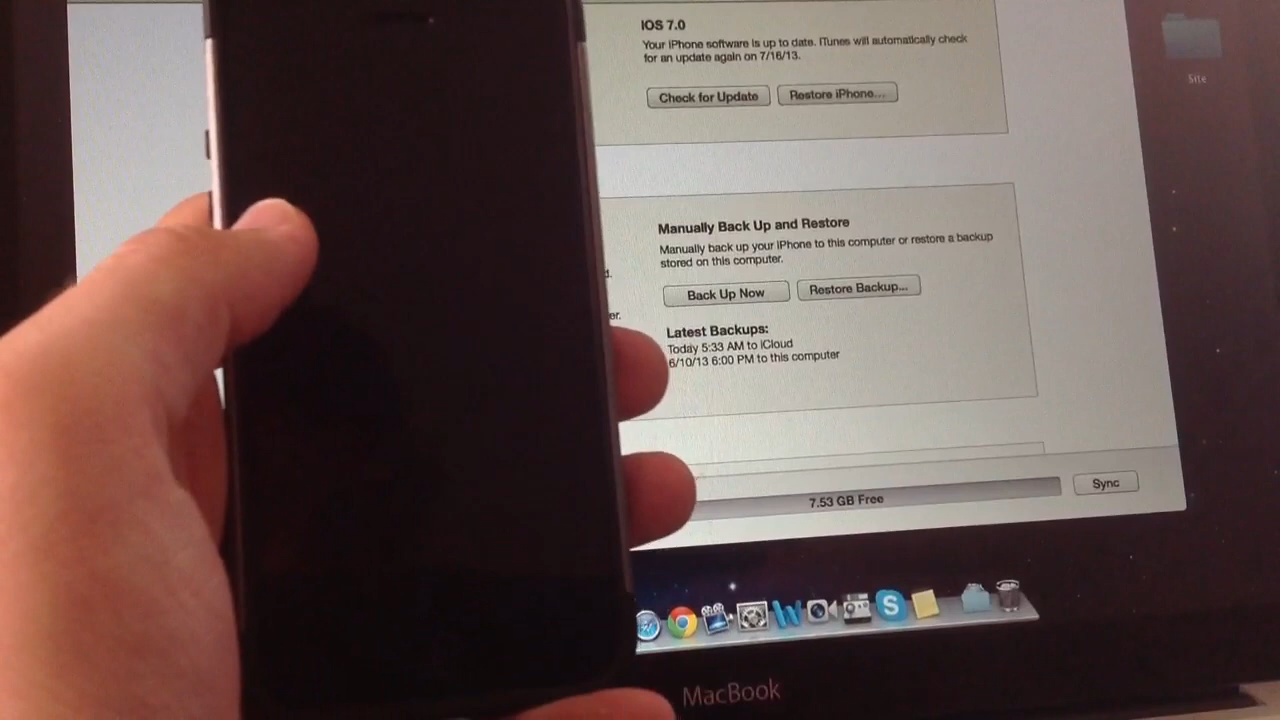 iOS 7.0
Your iPhone software is up to date. iTunes will automatically check
for an update again on 7/16/13.
Check for Update
Restore iPhone...
Site
Manually Back Up and Restore
Manually back up your iPhone to this computer or restore a backup
stored on this computer.
d.
Back Up Now
Restore Backup...
er.
Latest Backups:
Today 5:33 AM to iCloud
6/10/13 6:00 PM to this computer
7.53 GB Free
Sync
W
S
MacBook